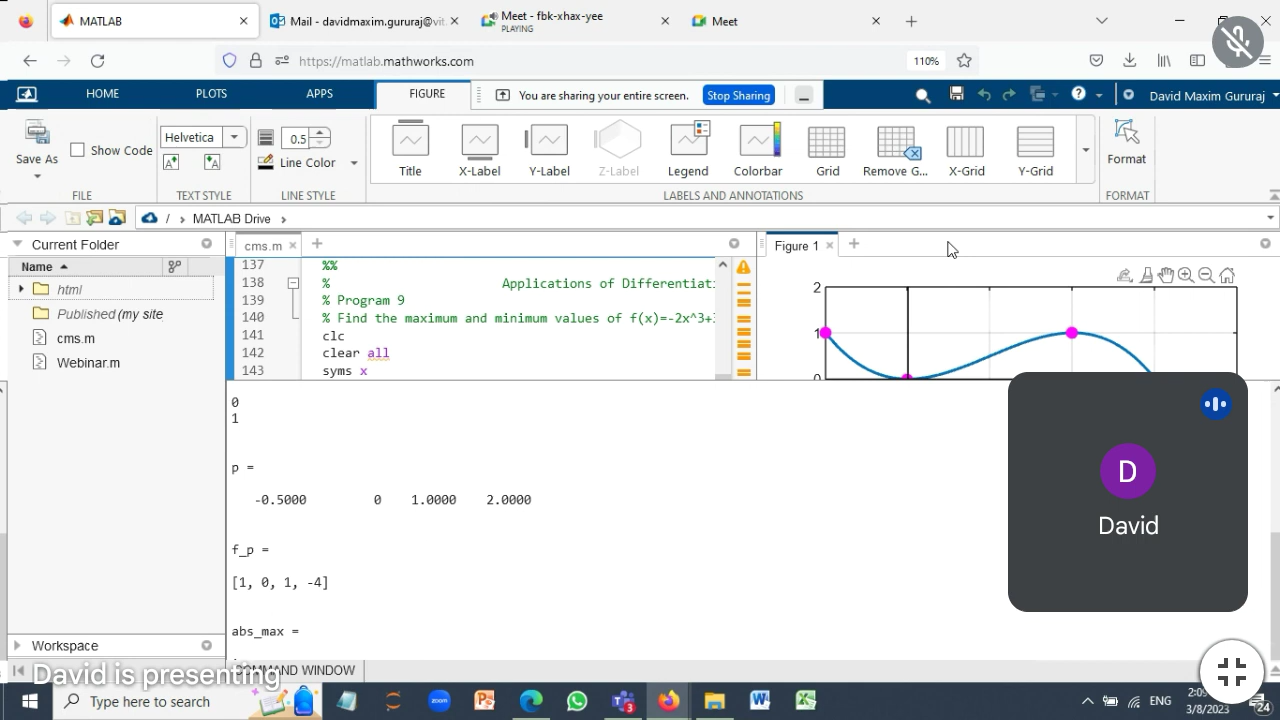 MATLAB
Mail - davidmaxim.gururaj@vit
Meet - fbk-xhax-yee
PLAYING
Meet
https://matlab.mathworks.com
110%
HOME
PLOTS
APPS
FIGURE
You are sharing your entire screen.
Stop Sharing
David Maxim Gururaj
Save As
Show Code
Helvetica
A
A
0.5
Line Color
Title
X-Label
Y-Label
Z-Label
Legend
Colorbar
Grid
Remove G...
X-Grid
Y-Grid
Format
FILE
TEXT STYLE
LINE STYLE
LABELS AND ANNOTATIONS
FORMAT
/ › MATLAB Drive ›
Current Folder
Name
html
Published (my site
cms.m
Webinar.m
cms.m
137 %%
138 % Applications of Differentiati
139 % Program 9
140 % Find the maximum and minimum values of f(x)=-2x^3+
141 clc
142 clear all
143 syms x
Figure 1
2
1
0
0
1
p =
-0.5000 0 1.0000 2.0000
f_p =
[1, 0, 1, -4]
abs_max =
D
David
Workspace
COMMAND WINDOW
David is presenting
Type here to search
zoom
ENG
3/8/2023
24